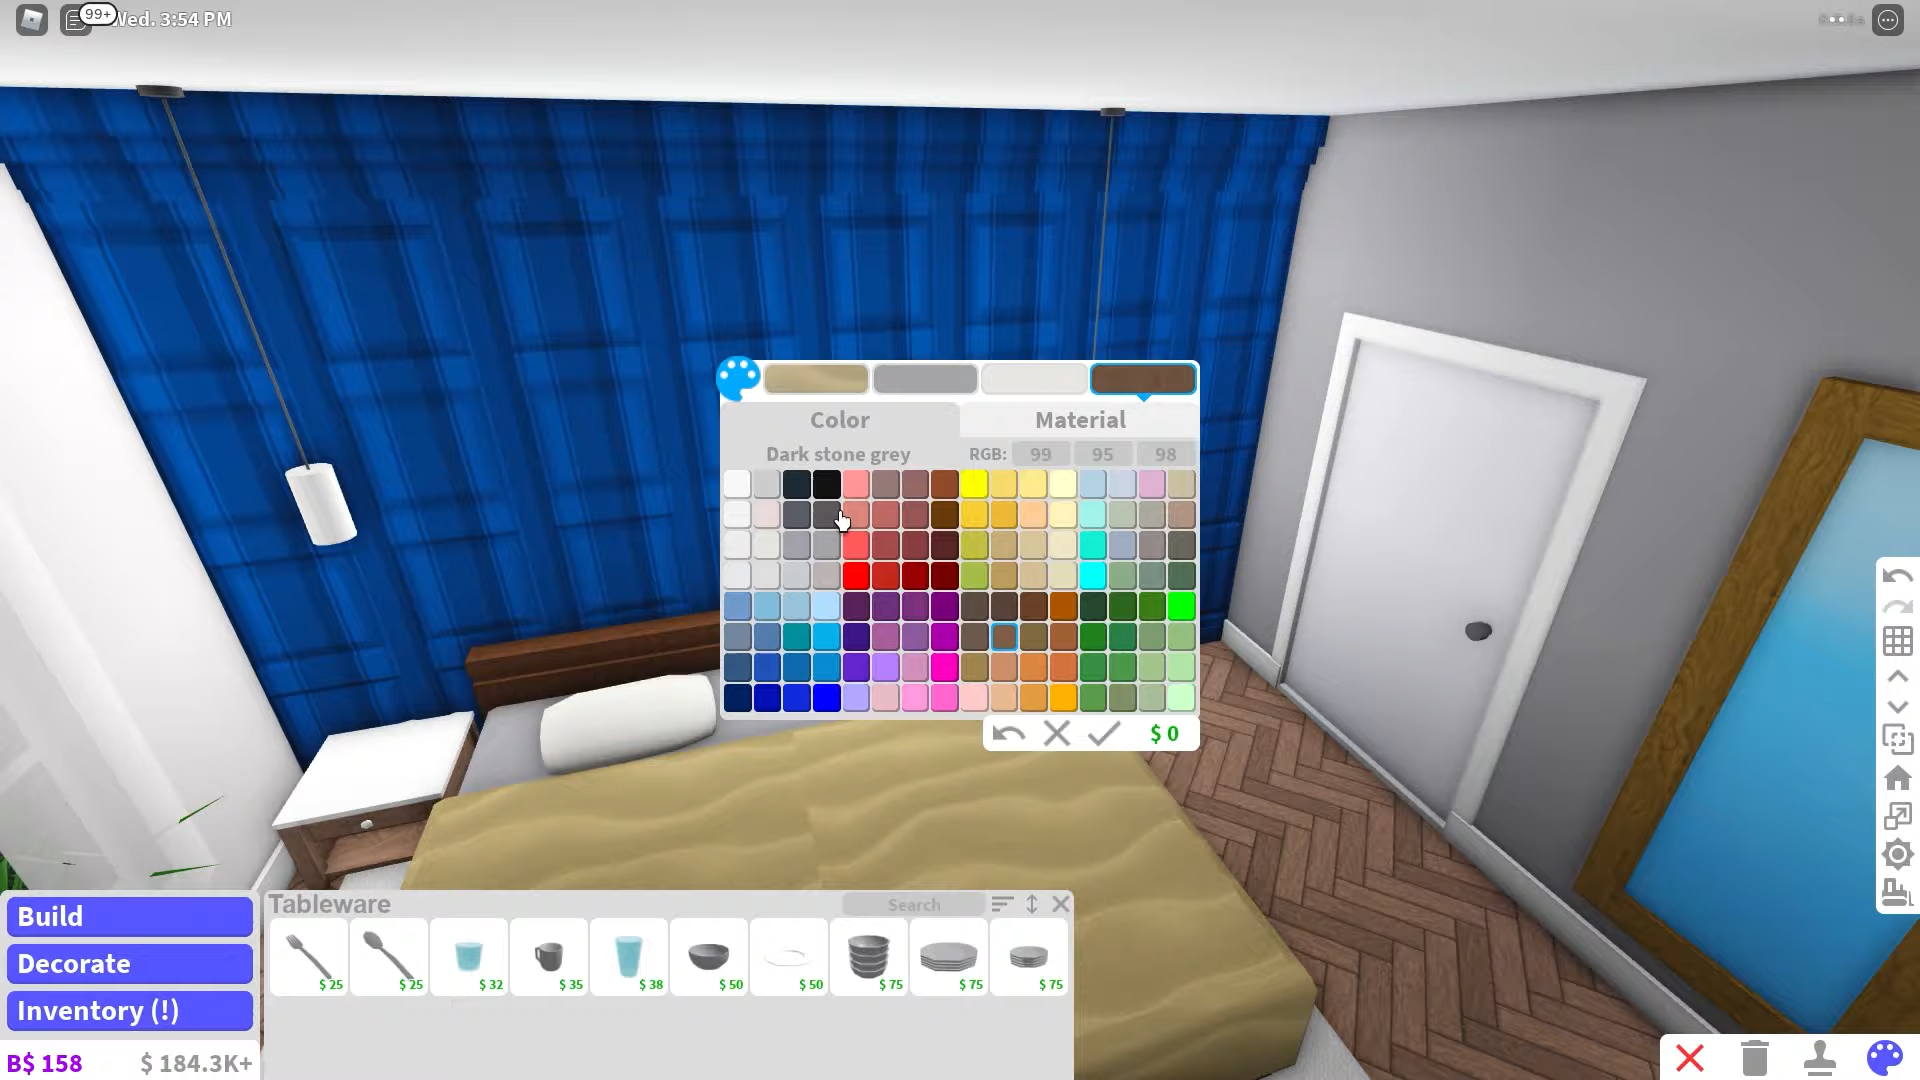 99+
Wed. 3:54 PM
Color
Material
Dark stone grey
RGB: 99 95 98
$ 0
Build
Decorate
Inventory (!)
B$ 158
$ 184.3K+
Tableware
Search
$ 25
$ 25
$ 32
$ 35
$ 38
$ 50
$ 50
$ 75
$ 75
$ 75